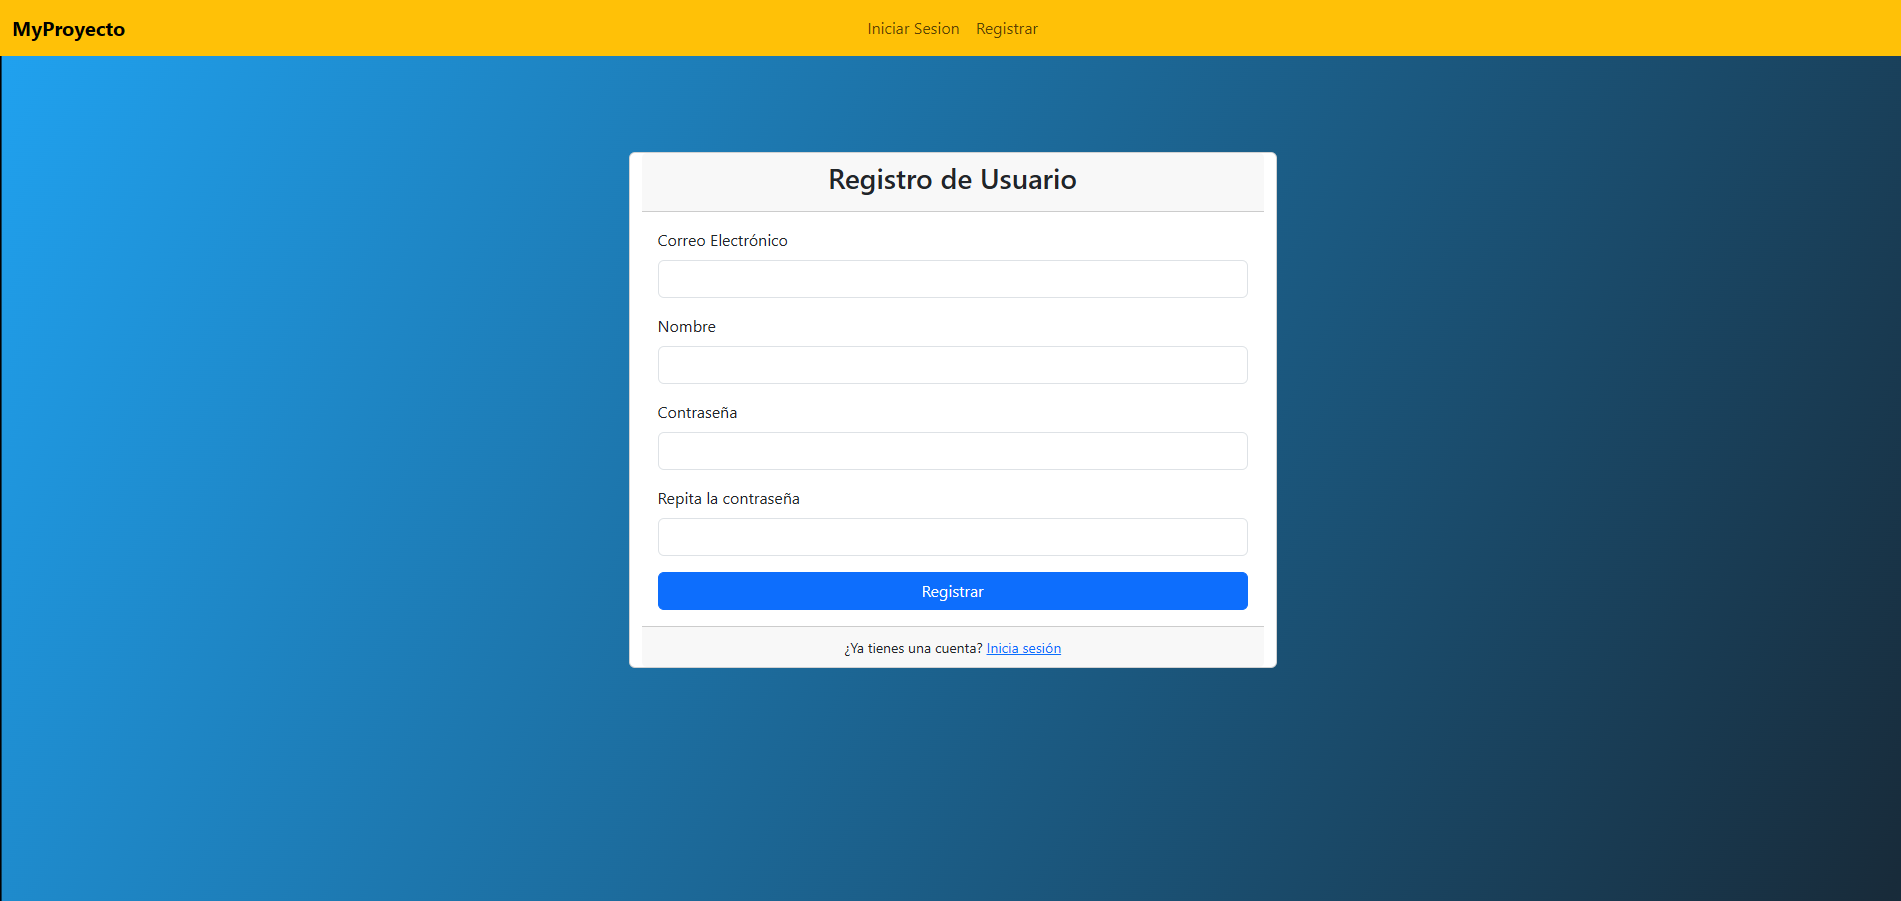 MyProyecto
Iniciar Sesion Registrar
Registro de Usuario
Correo Electrónico
Nombre
Contraseña
Repita la contraseña
Registrar
¿Ya tienes una cuenta? Inicia sesión